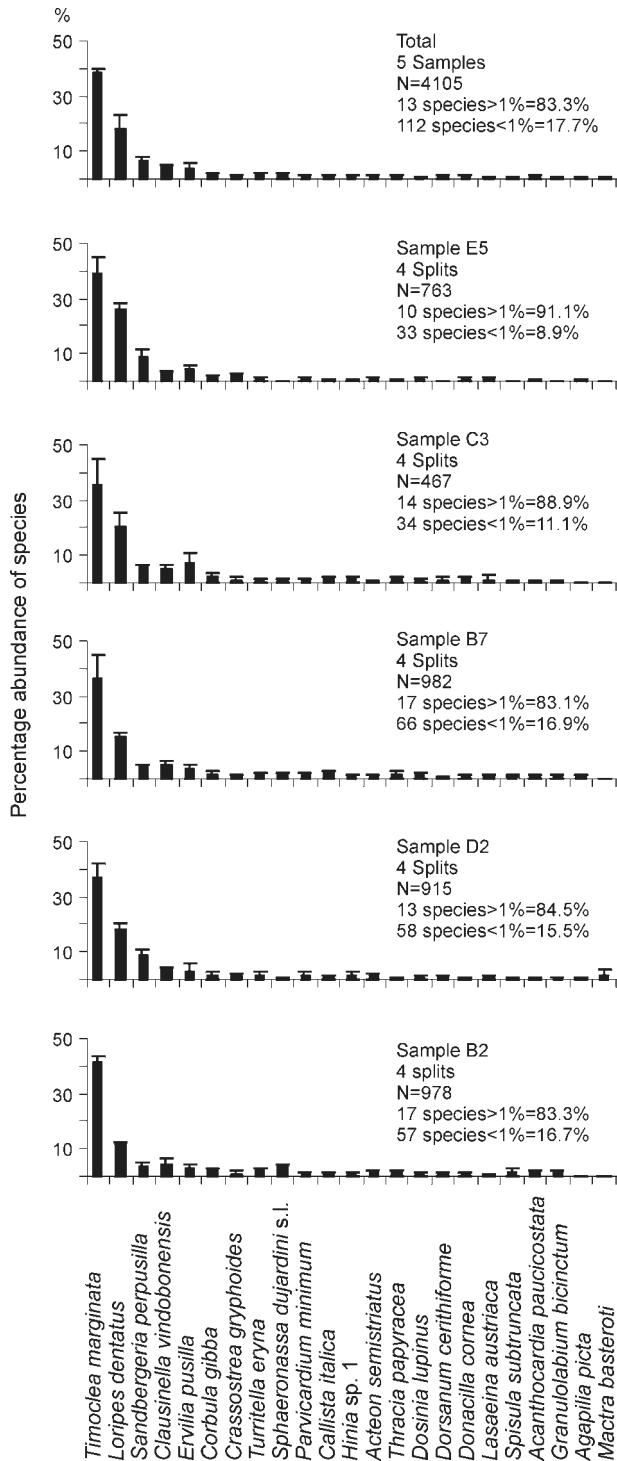 %
50
30
10
Total
5 Samples
N=4105
13 species>1%=83.3%
112 species<1%=17.7%
50
30
10
Sample E5
4 Splits
N=763
10 species>1%=91.1%
33 species<1%=8.9%
50
30
10
Sample C3
4 Splits
N=467
14 species>1%=88.9%
34 species<1%=11.1%
Percentage abundance of species
50
30
10
Sample B7
4 Splits
N=982
17 species>1%=83.1%
66 species<1%=16.9%
50
30
10
Sample D2
4 Splits
N=915
13 species>1%=84.5%
58 species<1%=15.5%
50
30
10
Sample B2
4 splits
N=978
17 species>1%=83.3%
57 species<1%=16.7%
Timoclea marginata
Loripes dentatus
Sandbergeria perpusilla
Clausinella vindobonensis
Ervilia pusilla
Corbula gibba
Crassostrea gryphoides
Turritella eryna
Sphaeronassa dujardini s.l.
Parvicardium minimum
Callista italica
Hinia sp. 1
Acteon semistriatus
Thracia papyracea
Dosinia lupinus
Dorsanum cerithiforme
Donacilla cornea
Lasaeina austriaca
Spisula subtruncata
Acanthocardia paucicostata
Granulolabium bicinctum
Agapilia picta
Mactra basteroti